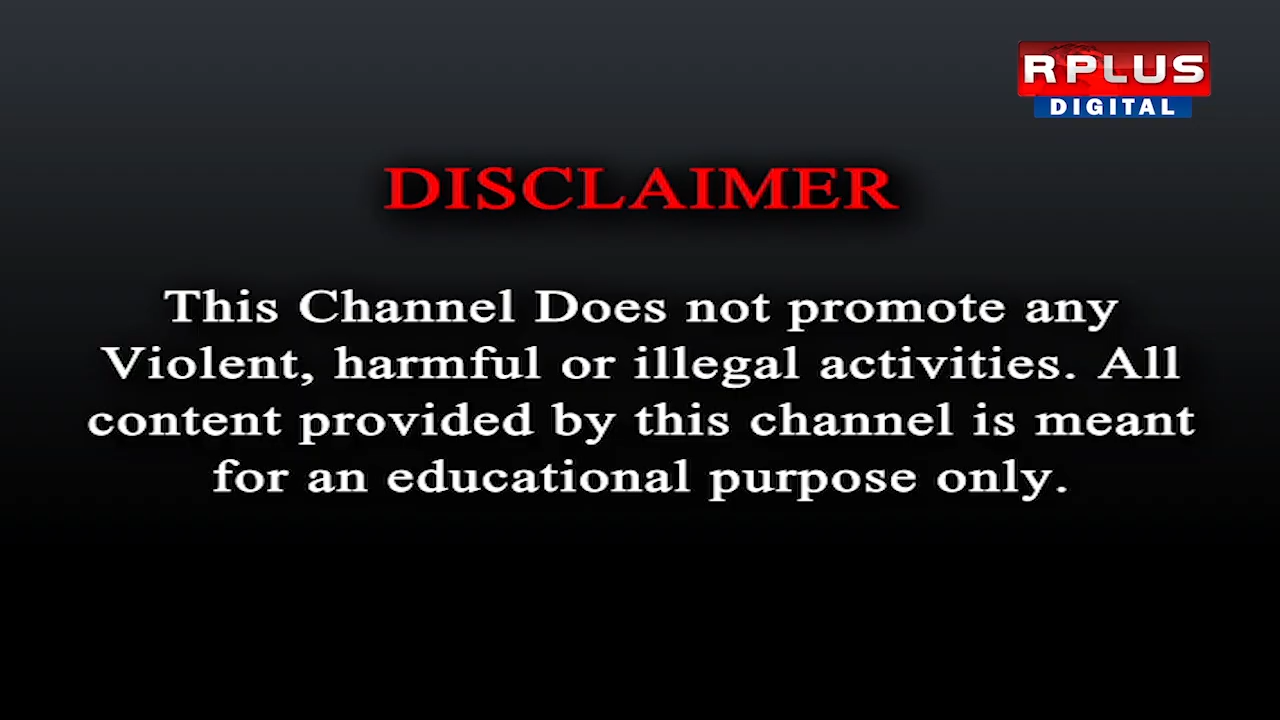 RPLUS
DIGITAL
DISCLAIMER
This Channel Does not promote any
Violent, harmful or illegal activities. All
content provided by this channel is meant
for an educational purpose only.